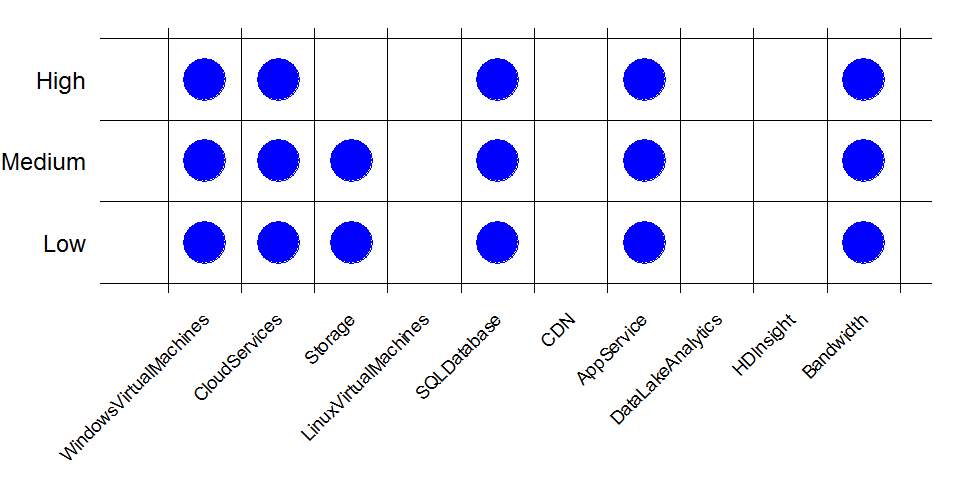 High
Medium
Low
WindowsVirtualMachines
CloudServices
Storage
LinuxVirtualMachines
SQLDatabase
CDN
AppService
DataLakeAnalytics
HDInsight
Bandwidth